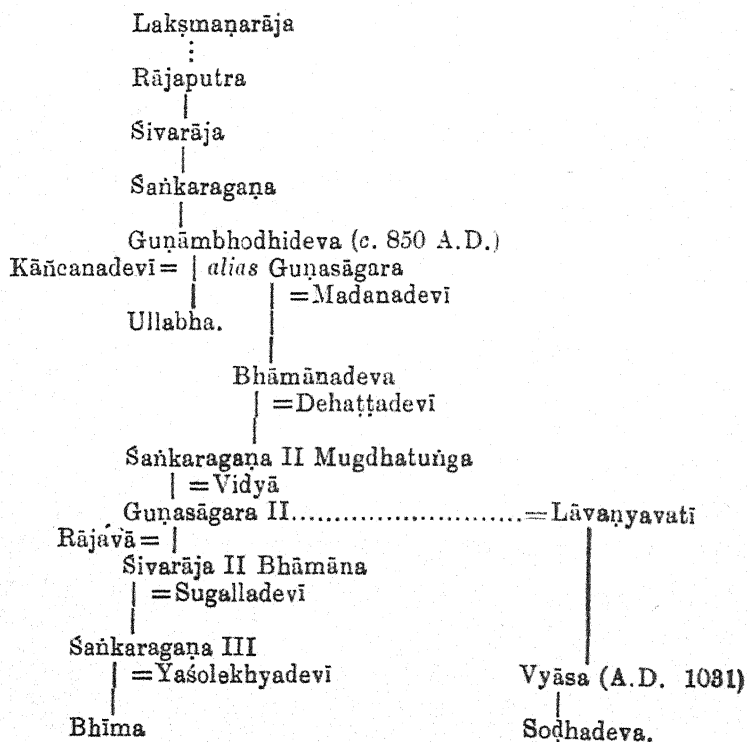 Lakṣmaṇarāja
Rājaputra
Śivarāja
Śaṅkaragaṇa
Guṇāmbhodhideva (c. 850 A.D.)
Kāñcanadevī= alias Guṇasāgara
=Madanadevī
Ullabha.
Bhāmānadeva
=Dehaṭṭadevī
Śaṅkaragaṇa II Mugdhatuṅga
=Vidyā
Guṇasāgara II..........................=Lāvaṇyavatī
Rājavā=
Śivarāja II Bhāmāna
=Sugalladevī
Śaṅkaragaṇa III
=Yaśolekhyadevī Vyāsa (A.D. 1031)
Bhīma Soḍhadeva.